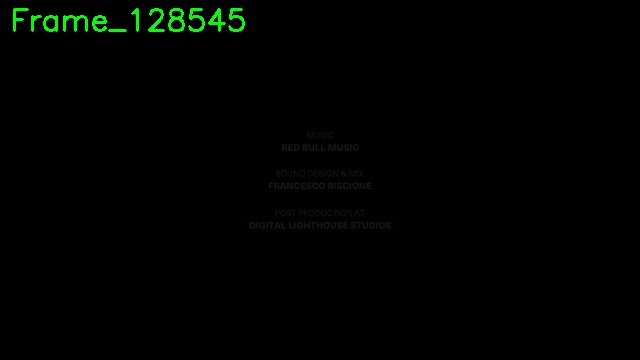 Frame_128545
MUSIC
RED BULL MUSIC
SOUND DESIGN & MIX
FRANCESCO BISCIONE
POST PRODUCTION AT
DIGITAL LIGHTHOUSE STUDIOS